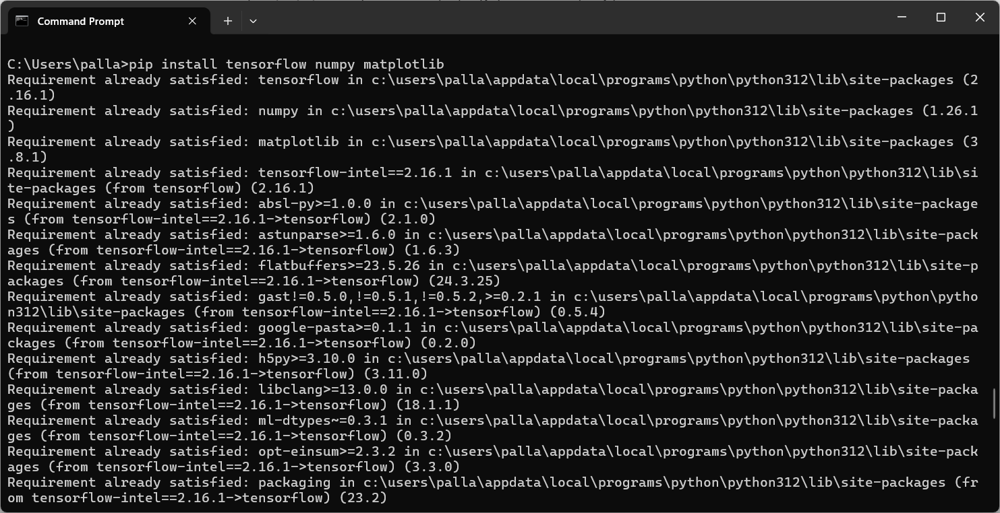 Command Prompt
C:\Users\palla>pip install tensorflow numpy matplotlib
Requirement already satisfied: tensorflow in c:\users\palla\appdata\local\programs\python\python312\lib\site-packages (2
.16.1)
Requirement already satisfied: numpy in c:\users\palla\appdata\local\programs\python\python312\lib\site-packages (1.26.1
)
Requirement already satisfied: matplotlib in c:\users\palla\appdata\local\programs\python\python312\lib\site-packages (3
.8.1)
Requirement already satisfied: tensorflow-intel==2.16.1 in c:\users\palla\appdata\local\programs\python\python312\lib\si
te-packages (from tensorflow) (2.16.1)
Requirement already satisfied: absl-py>=1.0.0 in c:\users\palla\appdata\local\programs\python\python312\lib\site-package
s (from tensorflow-intel==2.16.1->tensorflow) (2.1.0)
Requirement already satisfied: astunparse>=1.6.0 in c:\users\palla\appdata\local\programs\python\python312\lib\site-pack
ages (from tensorflow-intel==2.16.1->tensorflow) (1.6.3)
Requirement already satisfied: flatbuffers>=23.5.26 in c:\users\palla\appdata\local\programs\python\python312\lib\site-p
ackages (from tensorflow-intel==2.16.1->tensorflow) (24.3.25)
Requirement already satisfied: gast!=0.5.0,!=0.5.1,!=0.5.2,>=0.2.1 in c:\users\palla\appdata\local\programs\python\pytho
n312\lib\site-packages (from tensorflow-intel==2.16.1->tensorflow) (0.5.4)
Requirement already satisfied: google-pasta>=0.1.1 in c:\users\palla\appdata\local\programs\python\python312\lib\site-pa
ckages (from tensorflow-intel==2.16.1->tensorflow) (0.2.0)
Requirement already satisfied: h5py>=3.10.0 in c:\users\palla\appdata\local\programs\python\python312\lib\site-packages
(from tensorflow-intel==2.16.1->tensorflow) (3.11.0)
Requirement already satisfied: libclang>=13.0.0 in c:\users\palla\appdata\local\programs\python\python312\lib\site-packa
ges (from tensorflow-intel==2.16.1->tensorflow) (18.1.1)
Requirement already satisfied: ml-dtypes~=0.3.1 in c:\users\palla\appdata\local\programs\python\python312\lib\site-packa
ges (from tensorflow-intel==2.16.1->tensorflow) (0.3.2)
Requirement already satisfied: opt-einsum>=2.3.2 in c:\users\palla\appdata\local\programs\python\python312\lib\site-pack
ages (from tensorflow-intel==2.16.1->tensorflow) (3.3.0)
Requirement already satisfied: packaging in c:\users\palla\appdata\local\programs\python\python312\lib\site-packages (fr
om tensorflow-intel==2.16.1->tensorflow) (23.2)